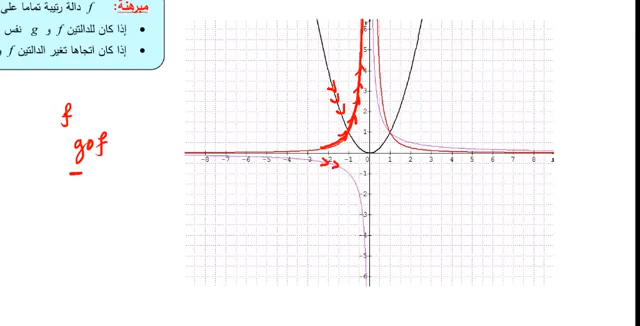 مبرهنة: f دالة رتيبة تماما على
• إذا كان للدالتين f و g نفس
• إذا كان اتجاها تغير الدالتين f و
f
gof
6
5
4
3
2
1
-8 -7 -6 -5 -4 -3 -2 -1 0 1 2 3 4 5 6 7 8
-1
-2
-3
-4
-5
-6